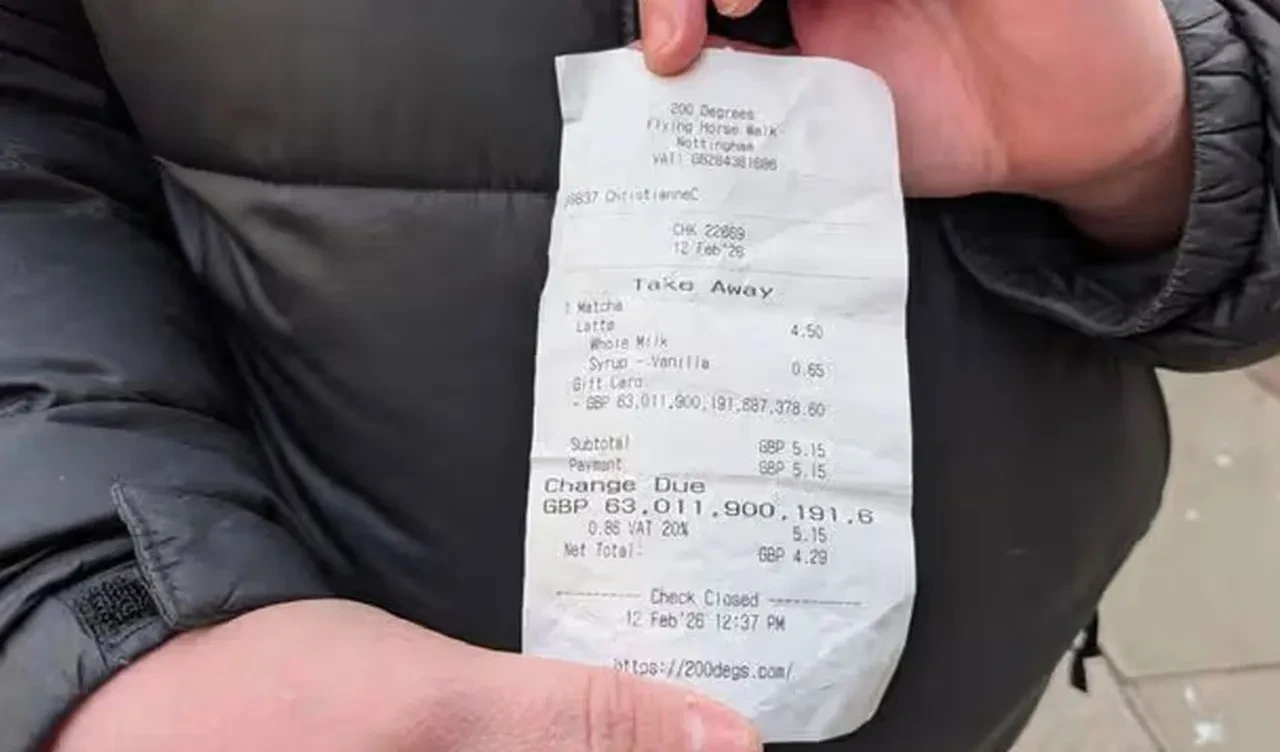 200 Degrees
Flying Horse Walk
Nottingham
VAT: GB284381686
ChristianneC
CHK 22669
12 Feb'26
Take Away
1 Matcha
Latte 4.50
Whole Milk
Syrup - Vanilla 0.65
Gift Card
- GBP 63,011,900,191,687,378.60
Subtotal GBP 5.15
Payment GBP 5.15
Change Due
GBP 63,011,900,191,6
0.86 VAT 20% 5.15
Net Total: GBP 4.29
---------- Check Closed ----------
12 Feb'26 12:37 PM
https://200degs.com/